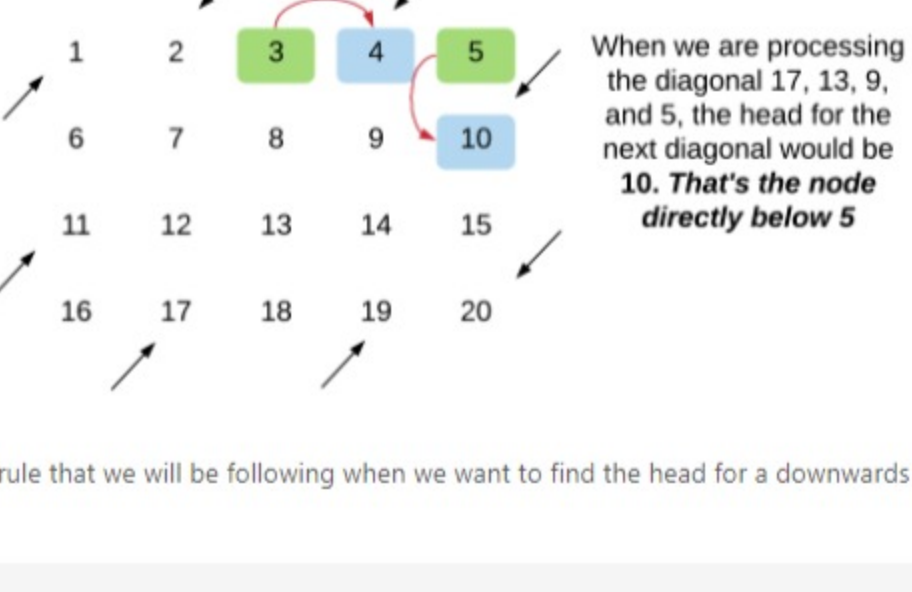 1 2 3 4 5
6 7 8 9 10
11 12 13 14 15
16 17 18 19 20
When we are processing
the diagonal 17, 13, 9,
and 5, the head for the
next diagonal would be
10. That's the node
directly below 5
rule that we will be following when we want to find the head for a downwards